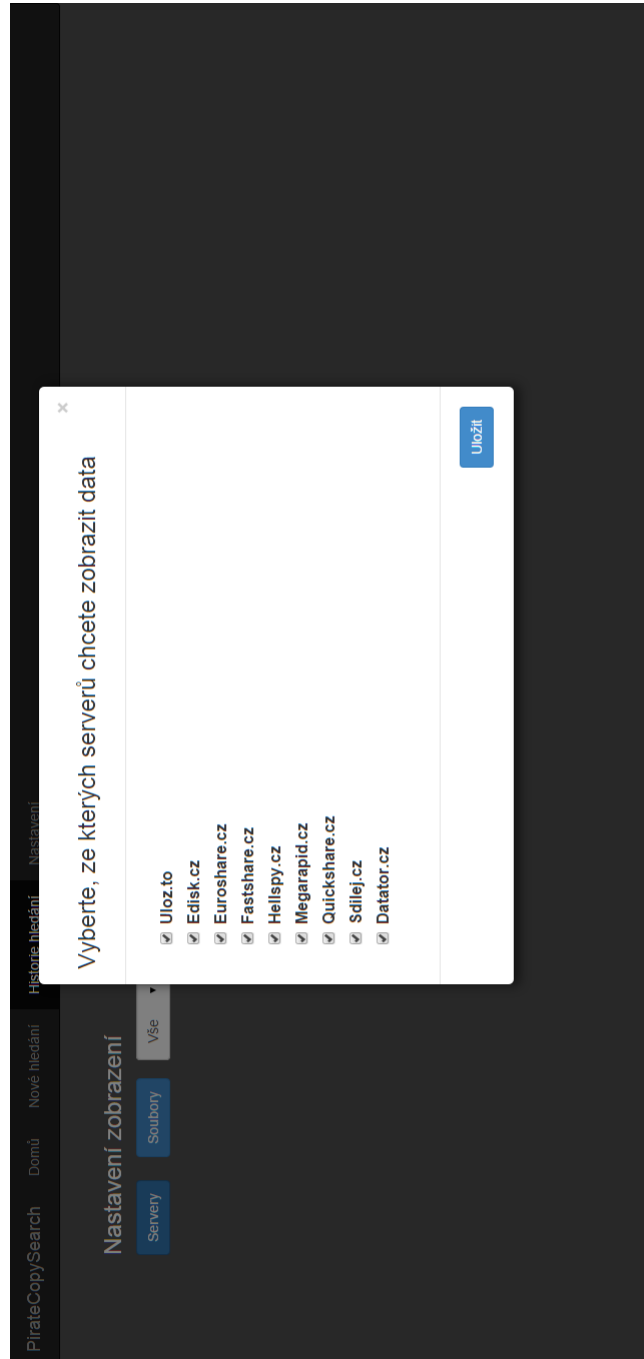 PirateCopySearch Domů Nové hledání Historie hledání Nastavení
Nastavení zobrazení
Servery Soubory Vše
Vyberte, ze kterých serverů chcete zobrazit data
×
Uloz.to
Edisk.cz
Euroshare.cz
Fastshare.cz
Hellspy.cz
Megarapid.cz
Quickshare.cz
Sdilej.cz
Datator.cz
Uložit